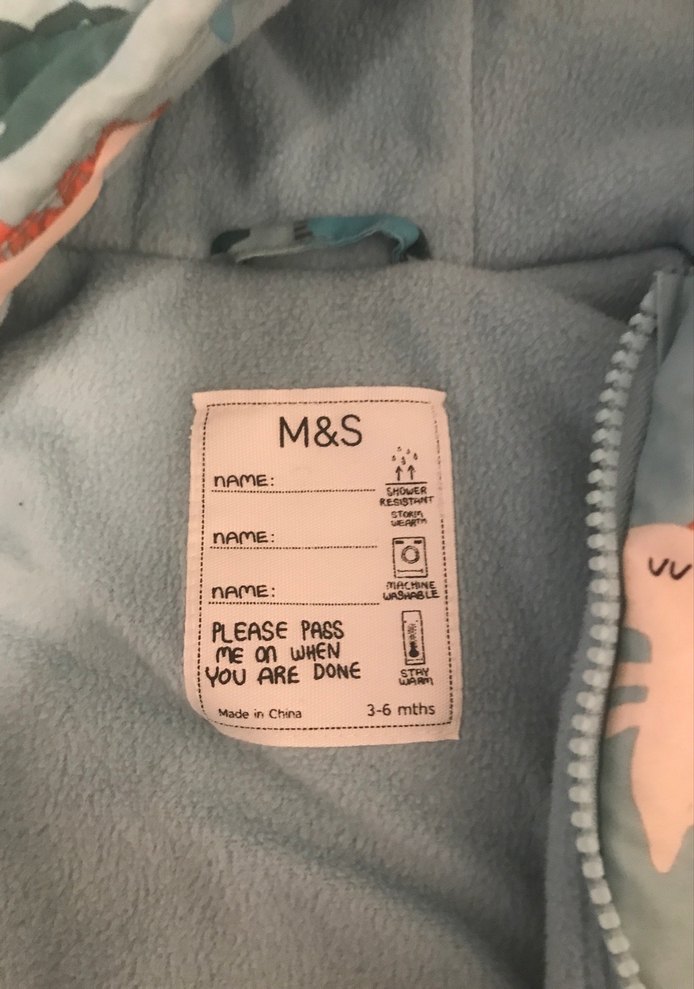 M&S
NAME:
SHOWER
RESISTANT
STORM
WEAR™
NAME:
MACHINE
WASHABLE
NAME:
PLEASE PASS
ME ON WHEN
YOU ARE DONE
STAY
WARM
Made in China
3-6 mths